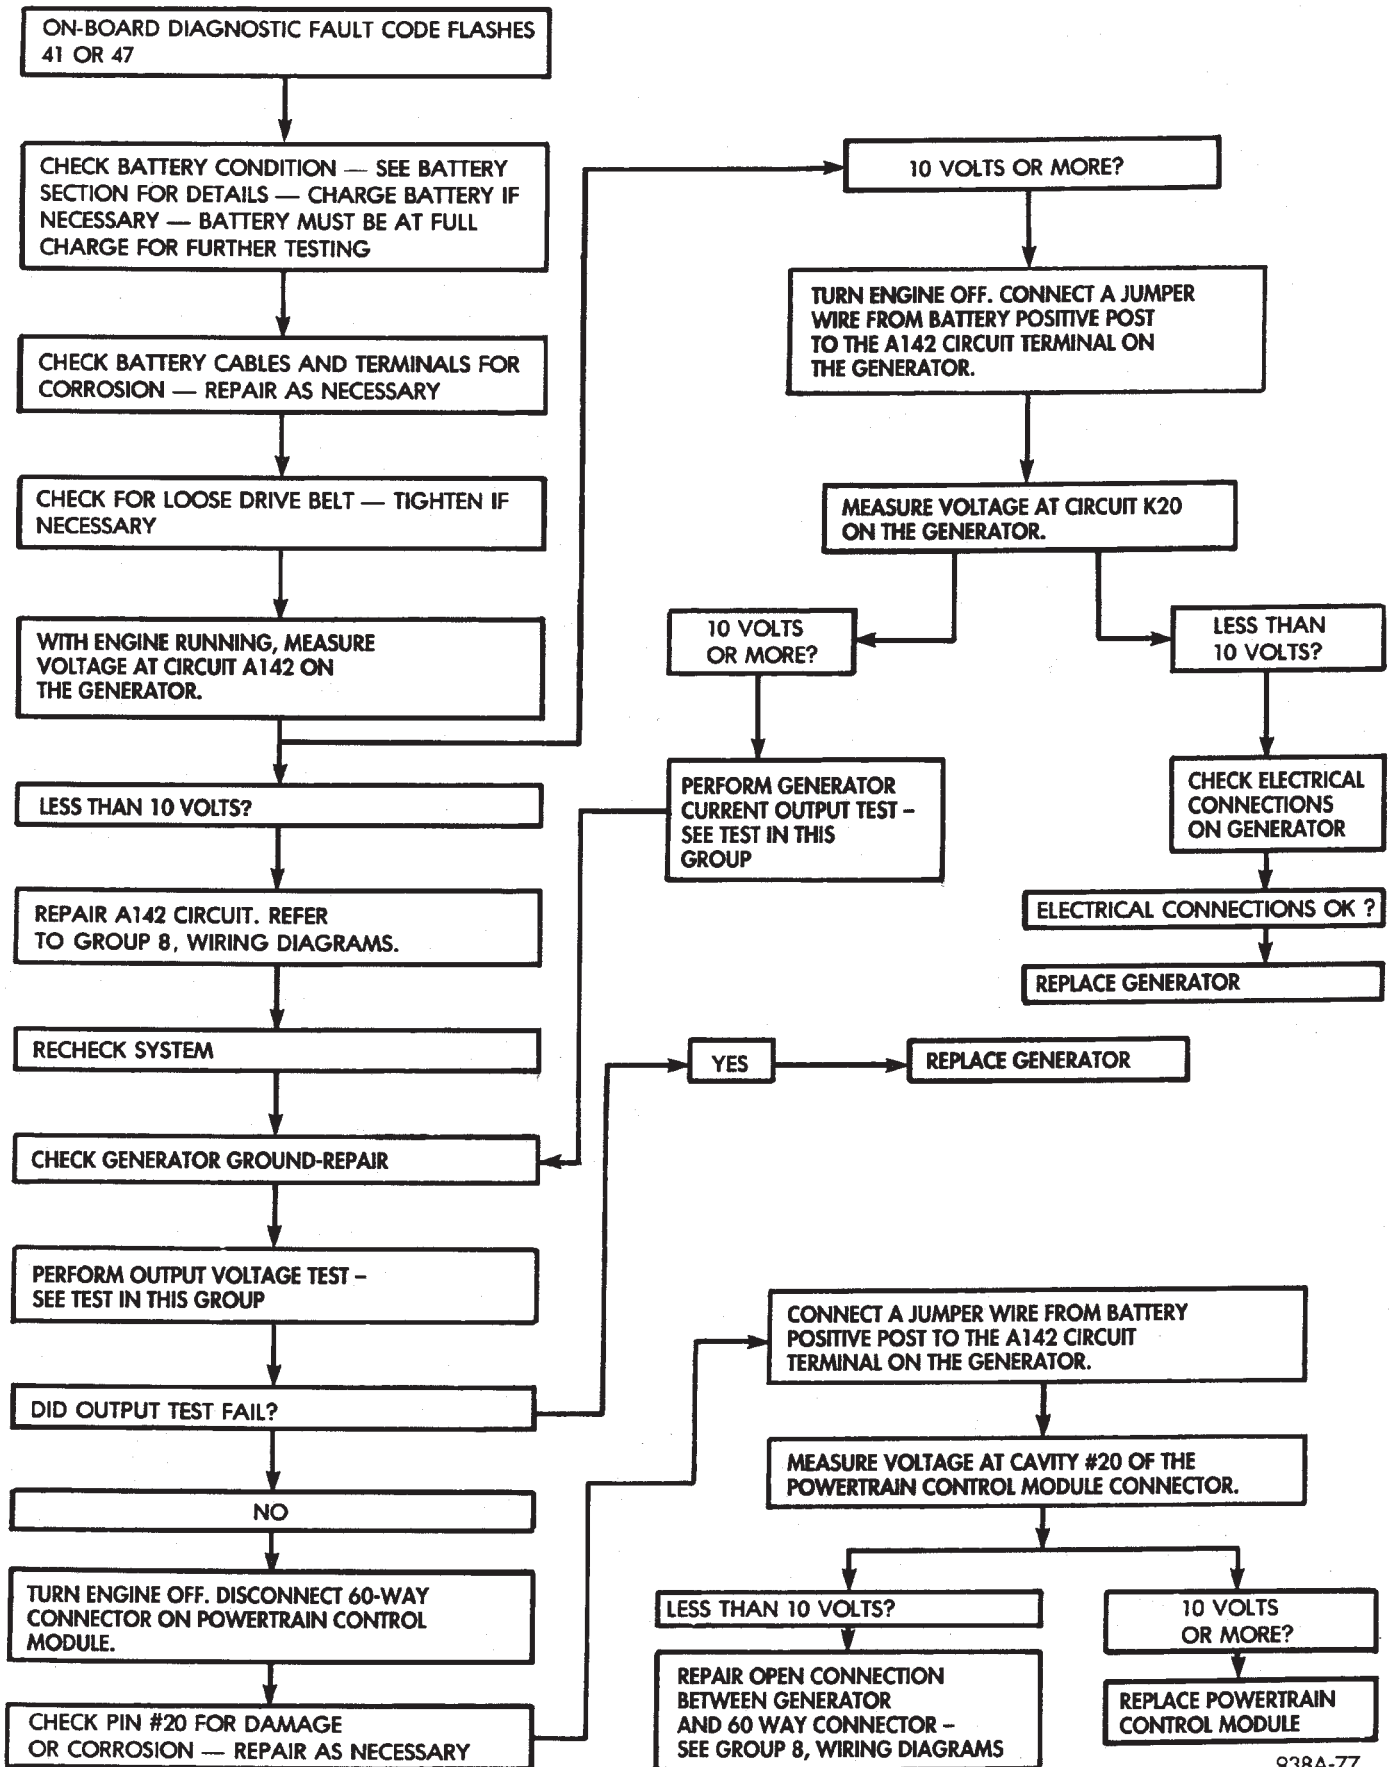 ON-BOARD DIAGNOSTIC FAULT CODE FLASHES
41 OR 47
CHECK BATTERY CONDITION — SEE BATTERY
SECTION FOR DETAILS — CHARGE BATTERY IF
NECESSARY — BATTERY MUST BE AT FULL
CHARGE FOR FURTHER TESTING
CHECK BATTERY CABLES AND TERMINALS FOR
CORROSION — REPAIR AS NECESSARY
CHECK FOR LOOSE DRIVE BELT — TIGHTEN IF
NECESSARY
WITH ENGINE RUNNING, MEASURE
VOLTAGE AT CIRCUIT A142 ON
THE GENERATOR.
LESS THAN 10 VOLTS?
REPAIR A142 CIRCUIT. REFER
TO GROUP 8, WIRING DIAGRAMS.
RECHECK SYSTEM
CHECK GENERATOR GROUND-REPAIR
PERFORM OUTPUT VOLTAGE TEST –
SEE TEST IN THIS GROUP
DID OUTPUT TEST FAIL?
NO
TURN ENGINE OFF. DISCONNECT 60-WAY
CONNECTOR ON POWERTRAIN CONTROL
MODULE.
CHECK PIN #20 FOR DAMAGE
OR CORROSION — REPAIR AS NECESSARY
10 VOLTS OR MORE?
TURN ENGINE OFF. CONNECT A JUMPER
WIRE FROM BATTERY POSITIVE POST
TO THE A142 CIRCUIT TERMINAL ON
THE GENERATOR.
MEASURE VOLTAGE AT CIRCUIT K20
ON THE GENERATOR.
10 VOLTS
OR MORE?
PERFORM GENERATOR
CURRENT OUTPUT TEST –
SEE TEST IN THIS
GROUP
LESS THAN
10 VOLTS?
CHECK ELECTRICAL
CONNECTIONS
ON GENERATOR
ELECTRICAL CONNECTIONS OK ?
REPLACE GENERATOR
YES
REPLACE GENERATOR
CONNECT A JUMPER WIRE FROM BATTERY
POSITIVE POST TO THE A142 CIRCUIT
TERMINAL ON THE GENERATOR.
MEASURE VOLTAGE AT CAVITY #20 OF THE
POWERTRAIN CONTROL MODULE CONNECTOR.
LESS THAN 10 VOLTS?
REPAIR OPEN CONNECTION
BETWEEN GENERATOR
AND 60 WAY CONNECTOR –
SEE GROUP 8, WIRING DIAGRAMS
10 VOLTS
OR MORE?
REPLACE POWERTRAIN
CONTROL MODULE
938A-77